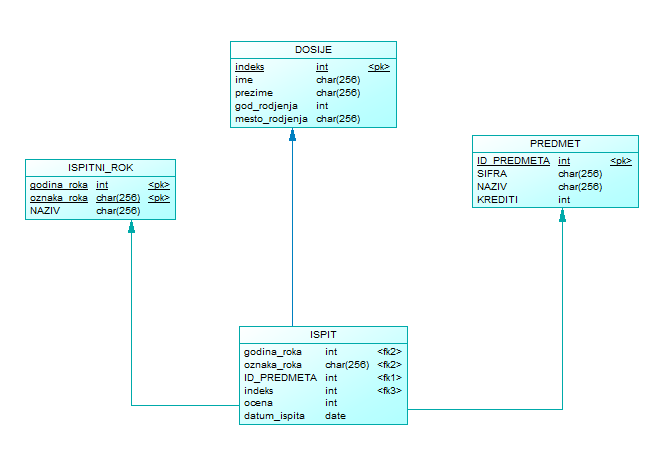 DOSIJE
indeks int <pk>
ime char(256)
prezime char(256)
god_rodjenja int
mesto_rodjenja char(256)
PREDMET
ID_PREDMETA int <pk>
SIFRA char(256)
NAZIV char(256)
KREDITI int
ISPITNI_ROK
godina_roka int <pk>
oznaka_roka char(256) <pk>
NAZIV char(256)
ISPIT
godina_roka int <fk2>
oznaka_roka char(256) <fk2>
ID_PREDMETA int <fk1>
indeks int <fk3>
ocena int
datum_ispita date